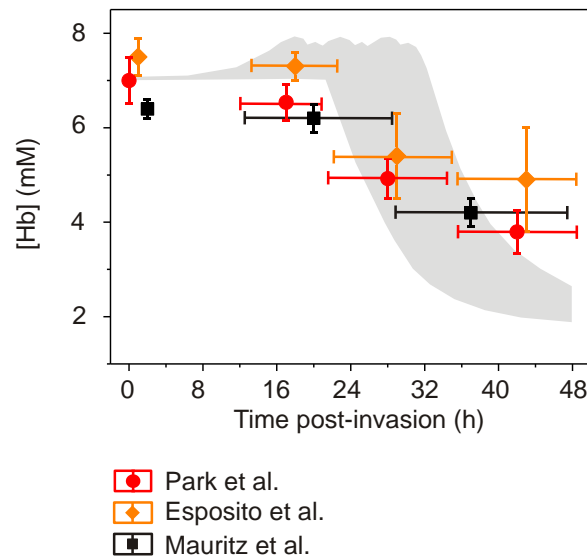 8
6
4
2
[Hb] (mM)
0 8 16 24 32 40 48
Time post-invasion (h)
Park et al.
Esposito et al.
Mauritz et al.